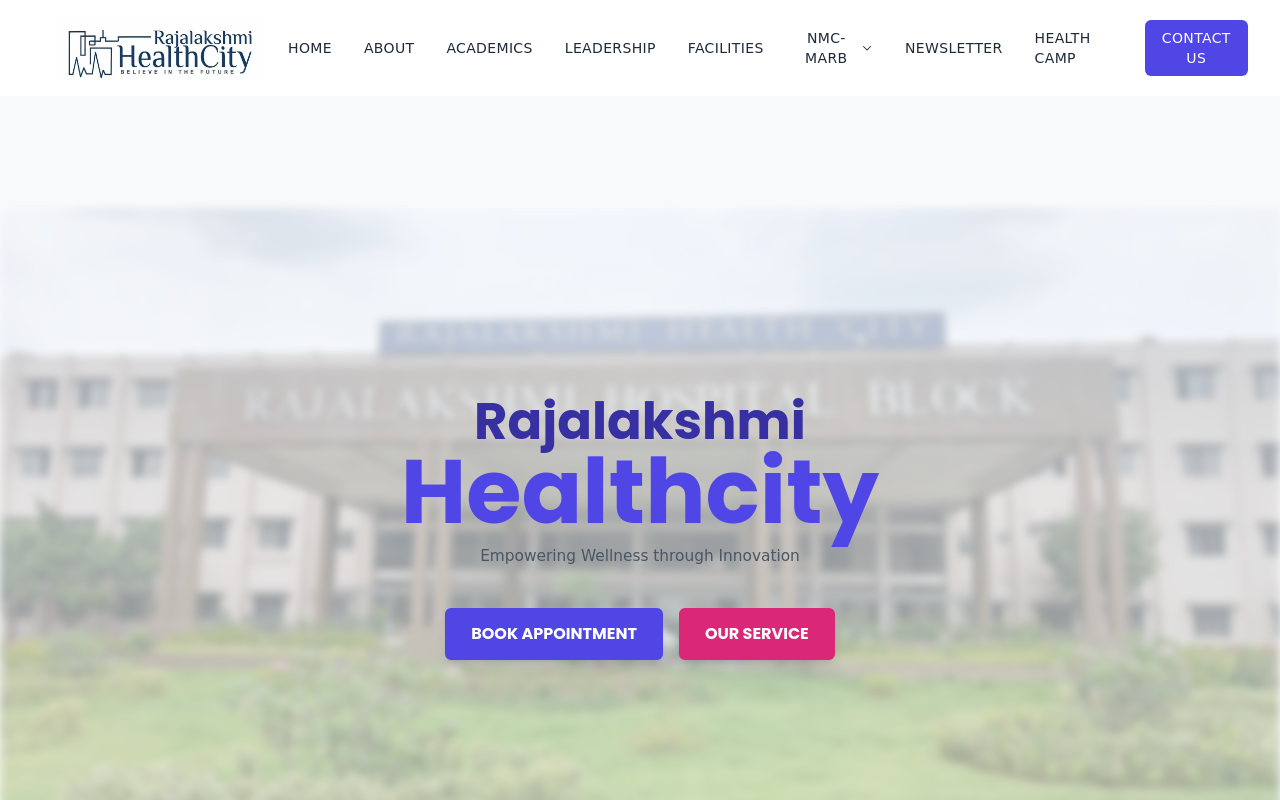 Rajalakshmi
HealthCity
BELIEVE IN THE FUTURE
HOME
ABOUT
ACADEMICS
LEADERSHIP
FACILITIES
NMC-
MARB
NEWSLETTER
HEALTH
CAMP
CONTACT
US
RAJALAKSHMI HEALTH CITY
RAJALAKSHMI HOSPITAL BLOCK
Rajalakshmi
Healthcity
Empowering Wellness through Innovation
BOOK APPOINTMENT
OUR SERVICE